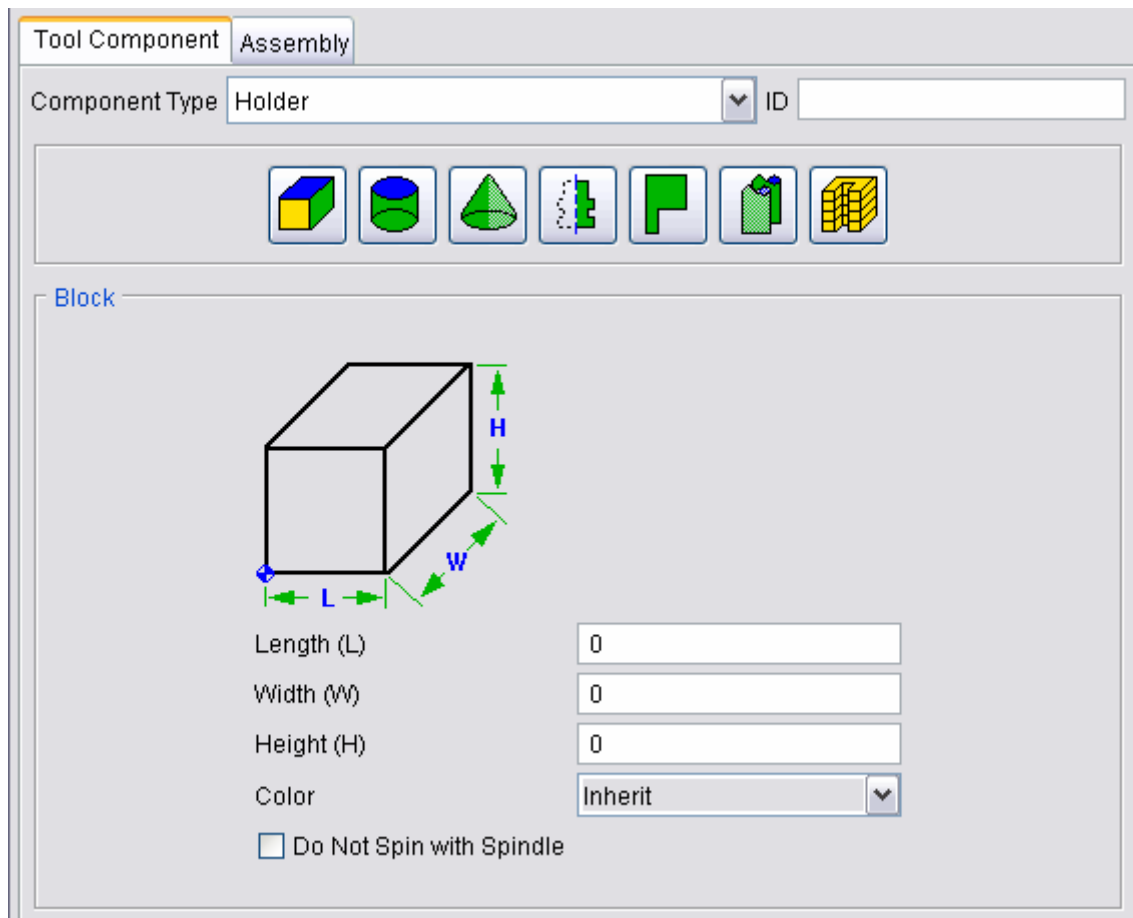 Tool Component Assembly
Component Type Holder ID
Block
H
W
L
Length (L) 0
Width (W) 0
Height (H) 0
Color Inherit
Do Not Spin with Spindle